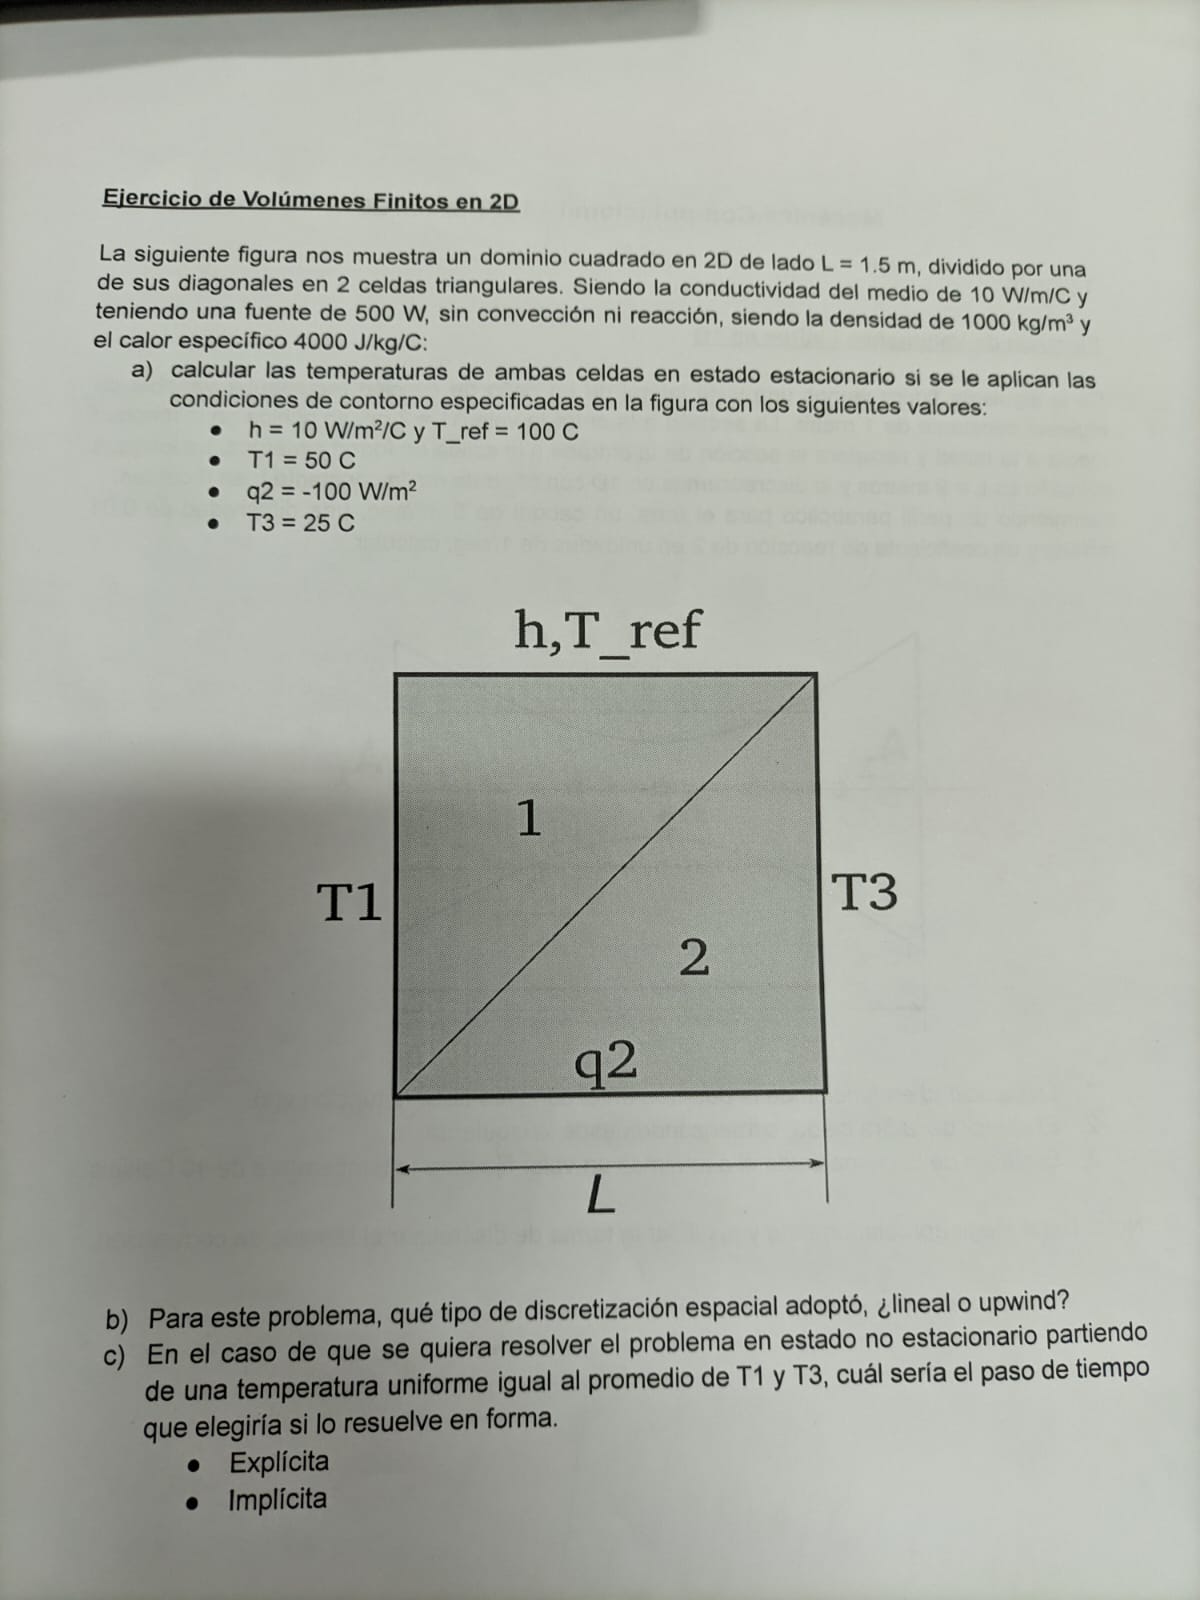 Ejercicio de Volúmenes Finitos en 2D
La siguiente figura nos muestra un dominio cuadrado en 2D de lado L = 1.5 m, dividido por una
de sus diagonales en 2 celdas triangulares. Siendo la conductividad del medio de 10 W/m/C y
teniendo una fuente de 500 W, sin convección ni reacción, siendo la densidad de 1000 kg/m³ y
el calor específico 4000 J/kg/C:
a) calcular las temperaturas de ambas celdas en estado estacionario si se le aplican las
condiciones de contorno especificadas en la figura con los siguientes valores:
● h = 10 W/m²/C y T_ref = 100 C
● T1 = 50 C
● q2 = -100 W/m²
● T3 = 25 C
h,T_ref
1
T1
T3
2
q2
L
b) Para este problema, qué tipo de discretización espacial adoptó, ¿lineal o upwind?
c) En el caso de que se quiera resolver el problema en estado no estacionario partiendo
de una temperatura uniforme igual al promedio de T1 y T3, cuál sería el paso de tiempo
que elegiría si lo resuelve en forma.
● Explícita
● Implícita